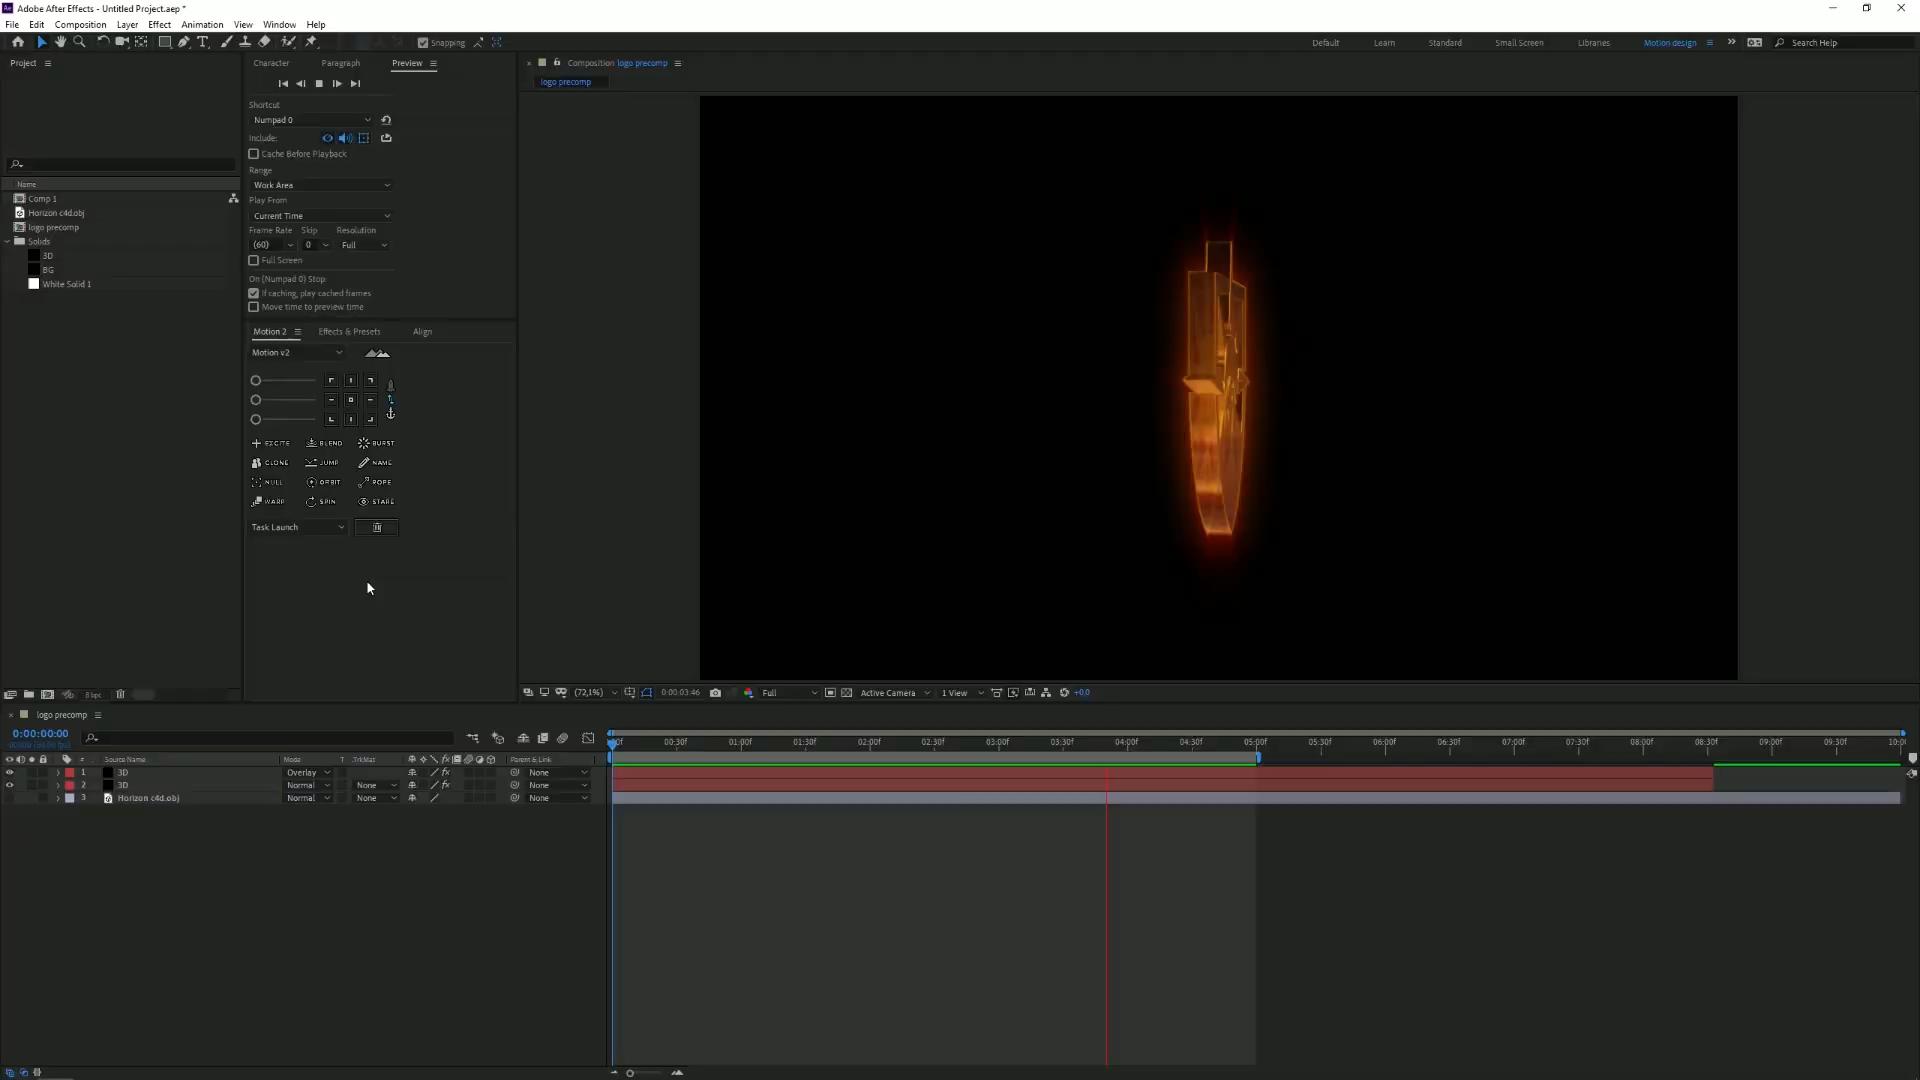 Adobe After Effects - Untitled Project.aep *
File Edit Composition Layer Effect Animation View Window Help
Snapping
Default Learn Standard Small Screen Libraries Motion design Search Help
Project
Name
Comp 1
Horizon c4d.obj
logo precomp
Solids
3D
BG
White Solid 1
8 bpc
Character Paragraph Preview
Shortcut
Numpad 0
Include:
Cache Before Playback
Range
Work Area
Play From
Current Time
Frame Rate Skip Resolution
(60) 0 Full
Full Screen
On (Numpad 0) Stop:
If caching, play cached frames
Move time to preview time
Motion 2 Effects & Presets Align
Motion v2
EXCITE BLEND BURST
CLONE JUMP NAME
NULL ORBIT ROPE
WARP SPIN STARE
Task Launch
Composition logo precomp
logo precomp
(72,1%) 0:00:03:46 Full Active Camera 1 View +0,0
logo precomp
0:00:00:00
00:30f 01:00f 01:30f 02:00f 02:30f 03:00f 03:30f 04:00f 04:30f 05:00f 05:30f 06:00f 06:30f 07:00f 07:30f 08:00f 08:30f 09:00f 09:30f
# Source Name Mode T .TrkMat Parent & Link
1 3D Overlay None
2 3D Normal None None
3 Horizon c4d.obj Normal None None